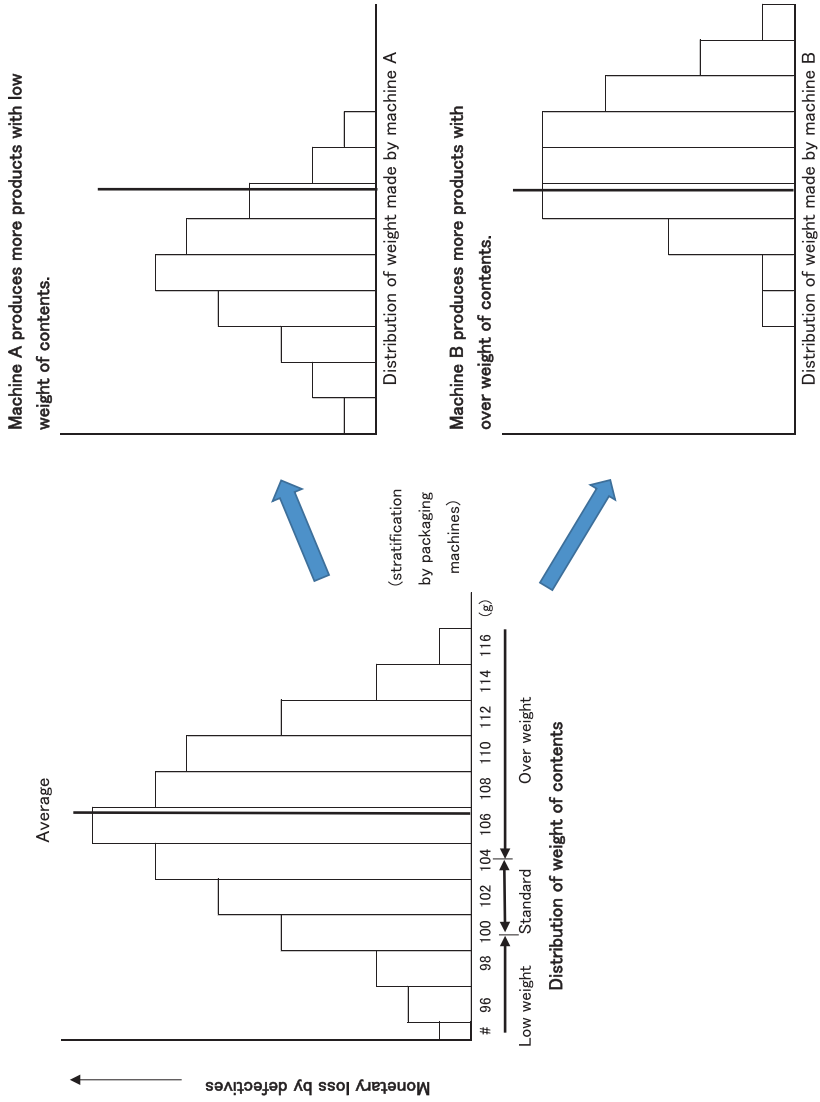 Monetary loss by defectives
Average
# 96 98 100 102 104 106 108 110 112 114 116 (g)
Low weight
Standard
Over weight
Distribution of weight of contents
(stratification
by packaging
machines)
Machine A produces more products with low
weight of contents.
Distribution of weight made by machine A
Machine B produces more products with
over weight of contents.
Distribution of weight made by machine B